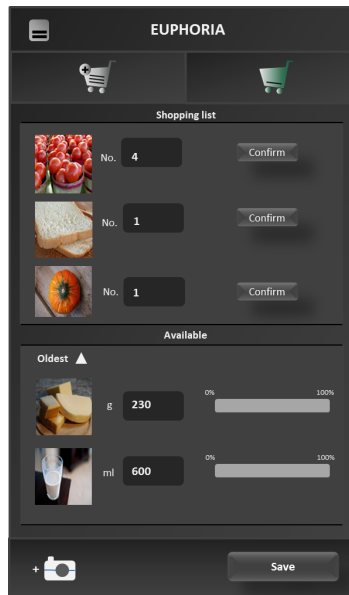 EUPHORIA
Shopping list
No. 4 Confirm
No. 1 Confirm
No. 1 Confirm
Available
Oldest
0% 100%
g 230
0% 100%
ml 600
+
Save